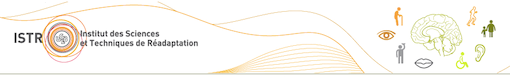 ISTR Institut des Sciences
et Techniques de Réadaptation